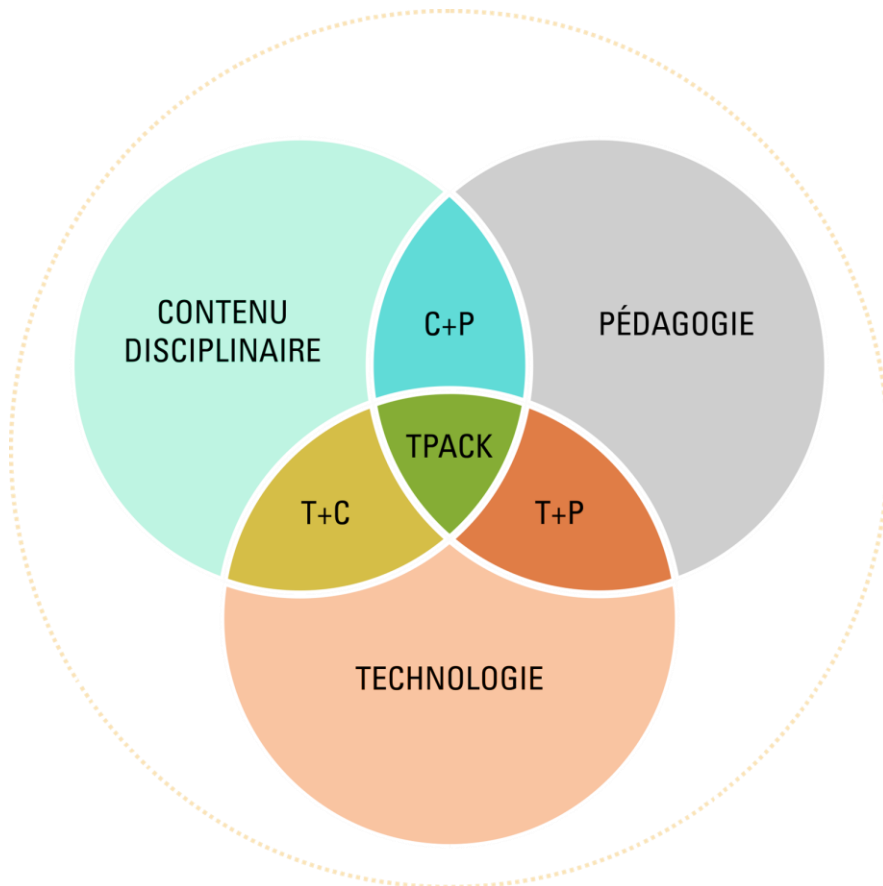 CONTENU
DISCIPLINAIRE
C+P
PÉDAGOGIE
TPACK
T+C
T+P
TECHNOLOGIE